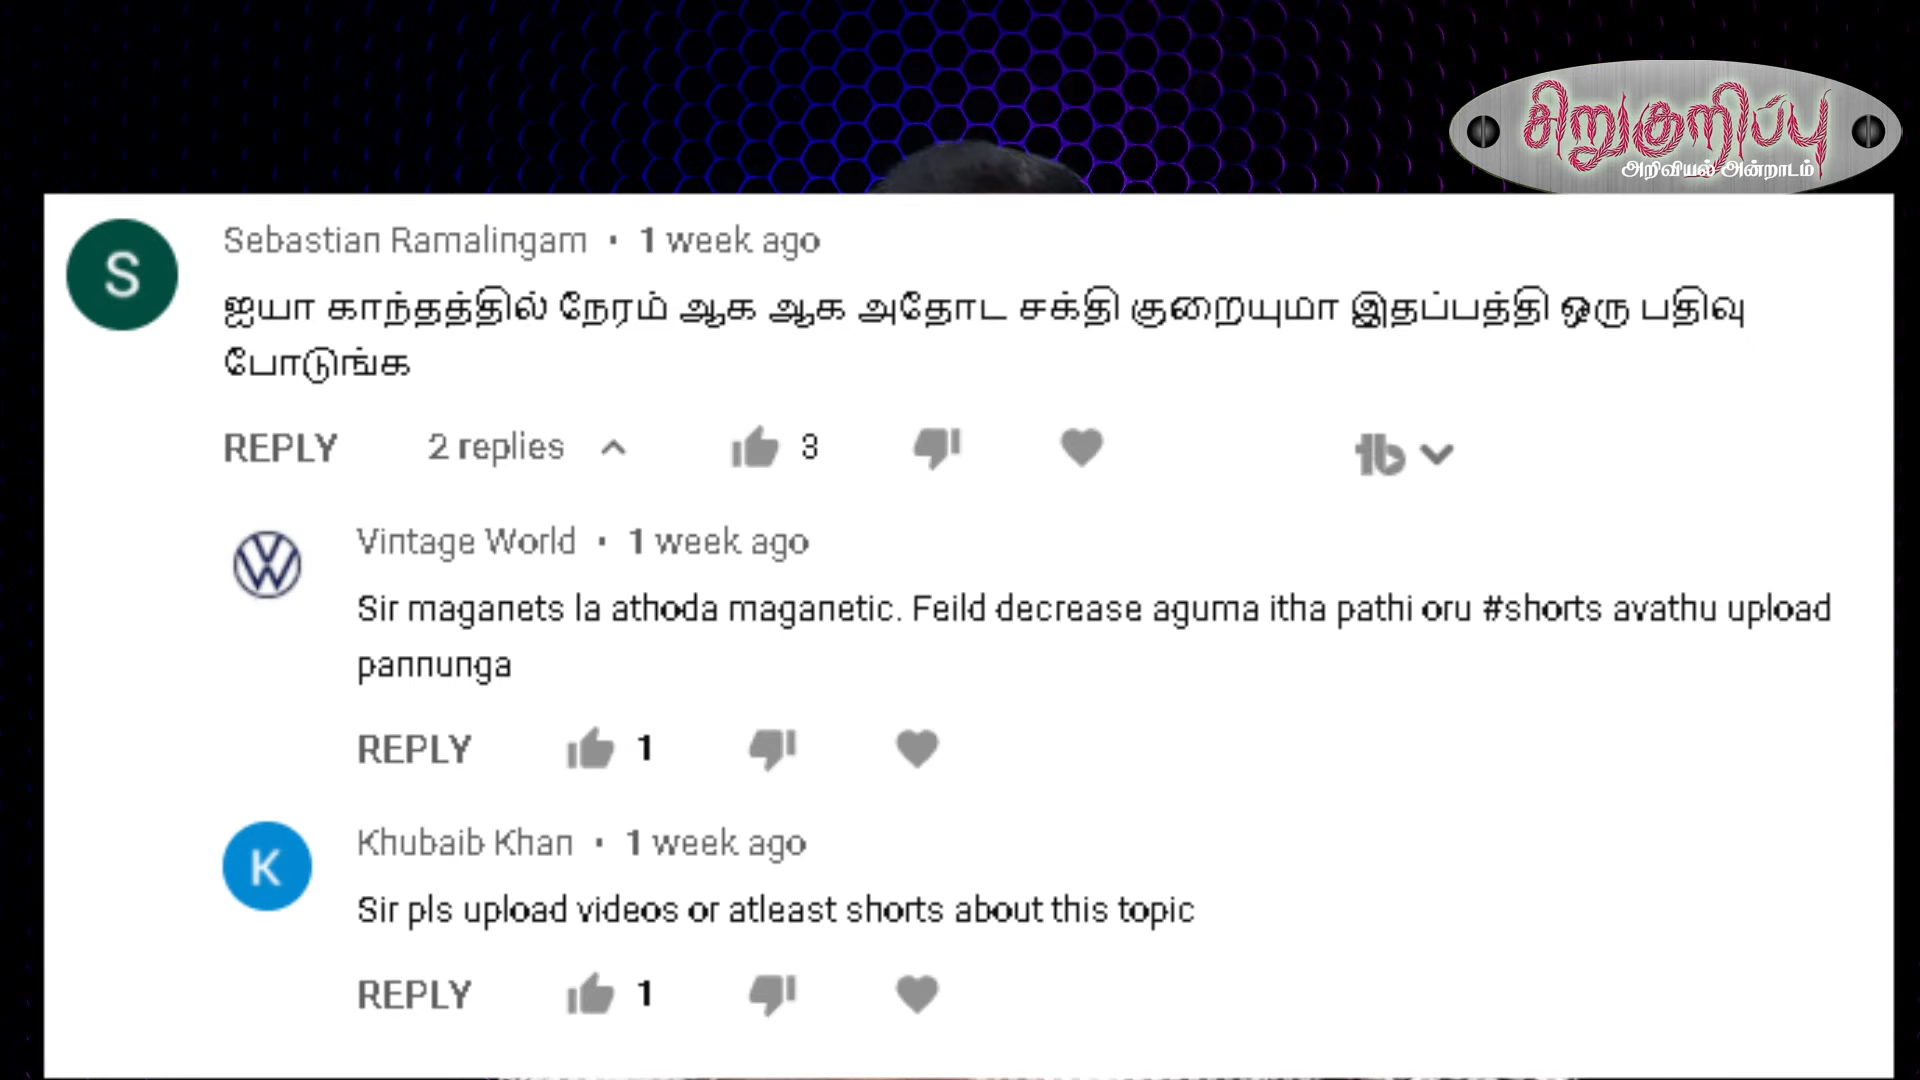 சிறுகுறிப்பு
அறிவியல் அன்றாடம்
S
Sebastian Ramalingam • 1 week ago
ஐயா காந்தத்தில் நேரம் ஆக ஆக அதோட சக்தி குறையுமா இதப்பத்தி ஒரு பதிவு
போடுங்க
REPLY 2 replies 3
Vintage World • 1 week ago
Sir maganets la athoda maganetic. Feild decrease aguma itha pathi oru #shorts avathu upload
pannunga
REPLY 1
K
Khubaib Khan • 1 week ago
Sir pls upload videos or atleast shorts about this topic
REPLY 1